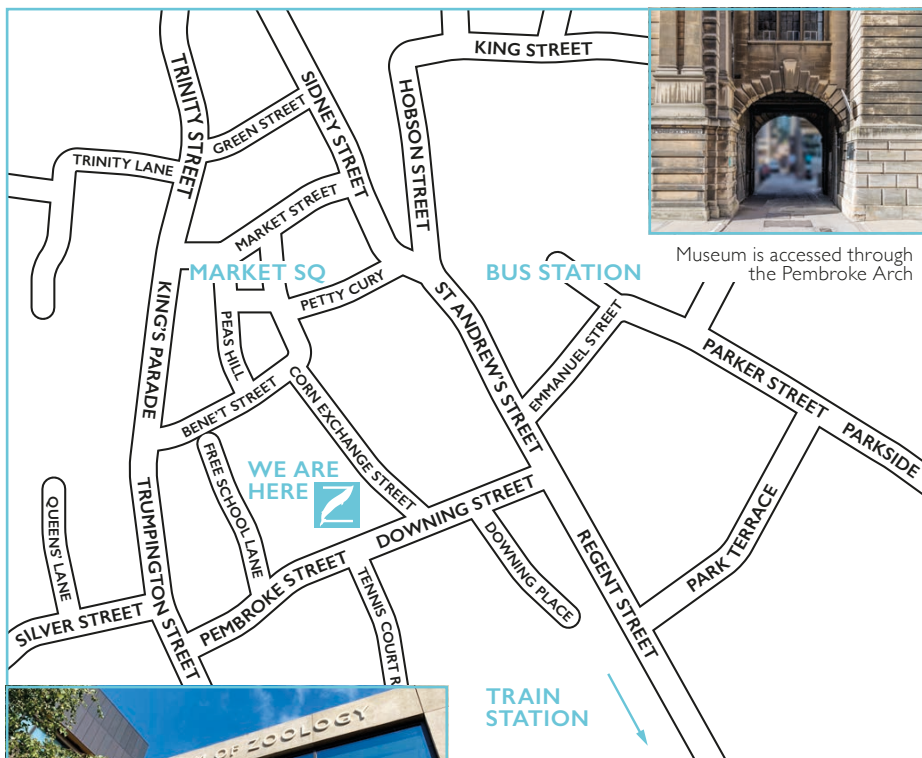 KING STREET
TRINITY STREET
SIDNEY STREET
HOBSON STREET
GREEN STREET
TRINITY LANE
MARKET STREET
Museum is accessed through
the Pembroke Arch
MARKET SQ
BUS STATION
PETTY CURY
ST ANDREW'S STREET
KING'S PARADE
PEAS HILL
EMMANUEL STREET
PARKER STREET
PARKSIDE
BENE'T STREET
CORN EXCHANGE STREET
FREE SCHOOL LANE
WE ARE
HERE
Z
QUEENS' LANE
TRUMPINGTON STREET
DOWNING STREET
DOWNING PLACE
REGENT STREET
PARK TERRACE
PEMBROKE STREET
TENNIS COURT R
SILVER STREET
TRAIN
STATION
OF ZOOLOGY